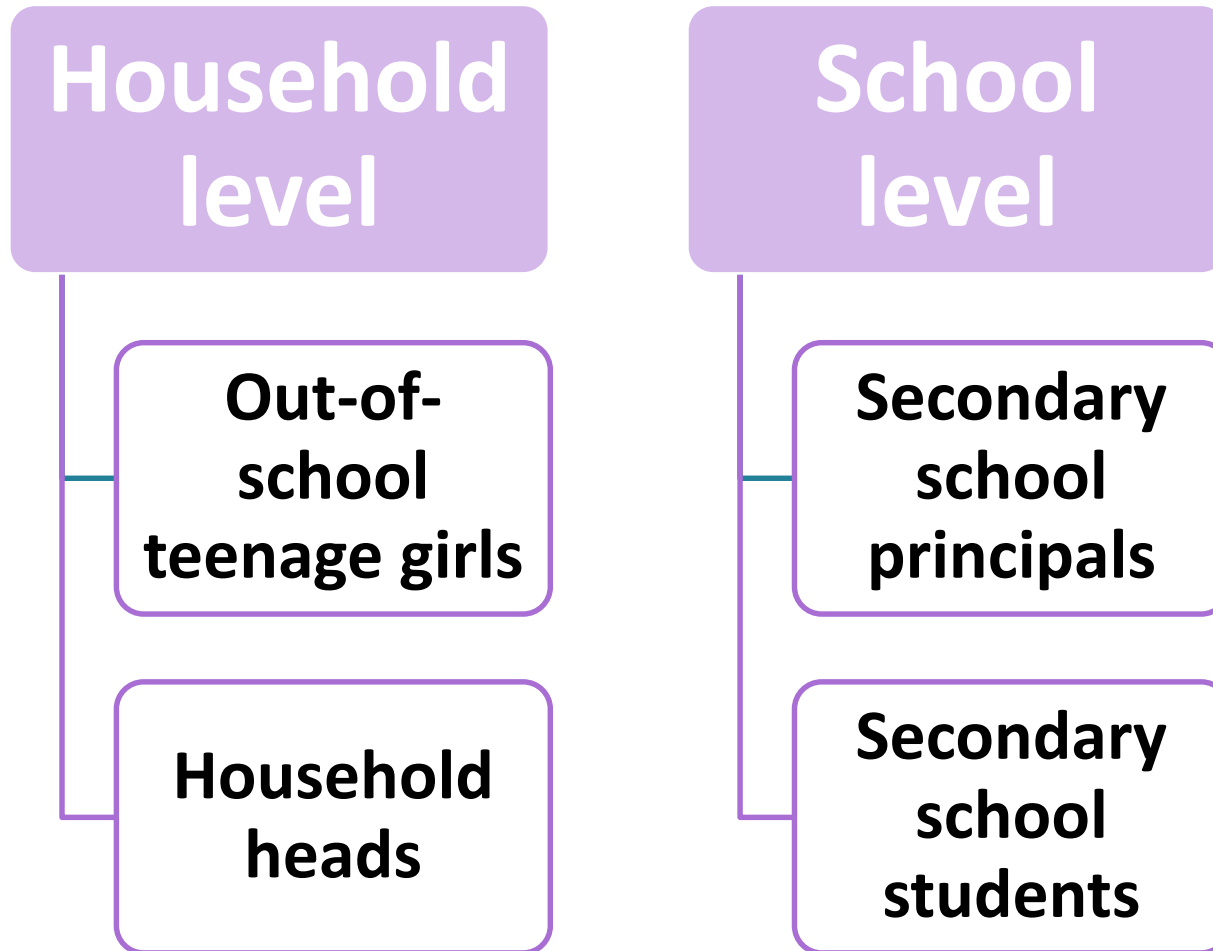 Household
level
Out-of-
school
teenage girls
Household
heads
School
level
Secondary
school
principals
Secondary
school
students